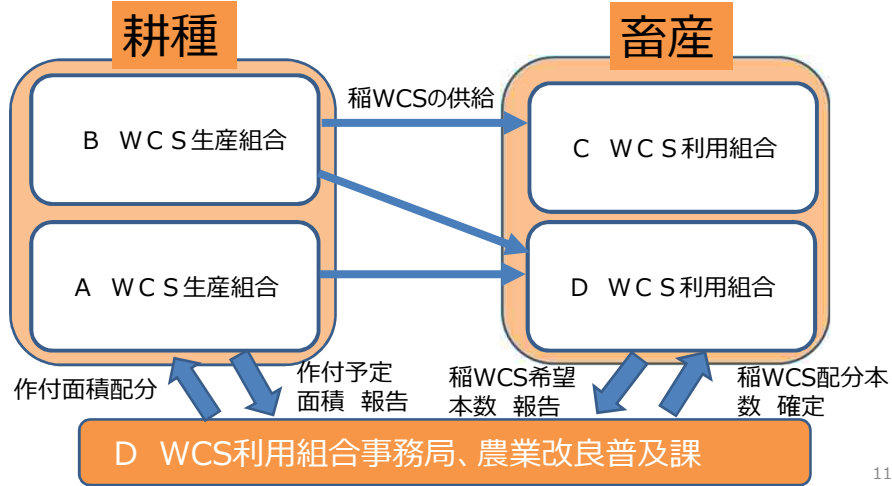 耕種
畜産
稲WCSの供給
B　ＷＣＳ生産組合
C　ＷＣＳ利用組合
A　ＷＣＳ生産組合
D　ＷＣＳ利用組合
作付面積配分
作付予定
面積 報告
稲WCS希望
本数 報告
稲WCS配分本
数 確定
D　WCS利用組合事務局、農業改良普及課
11